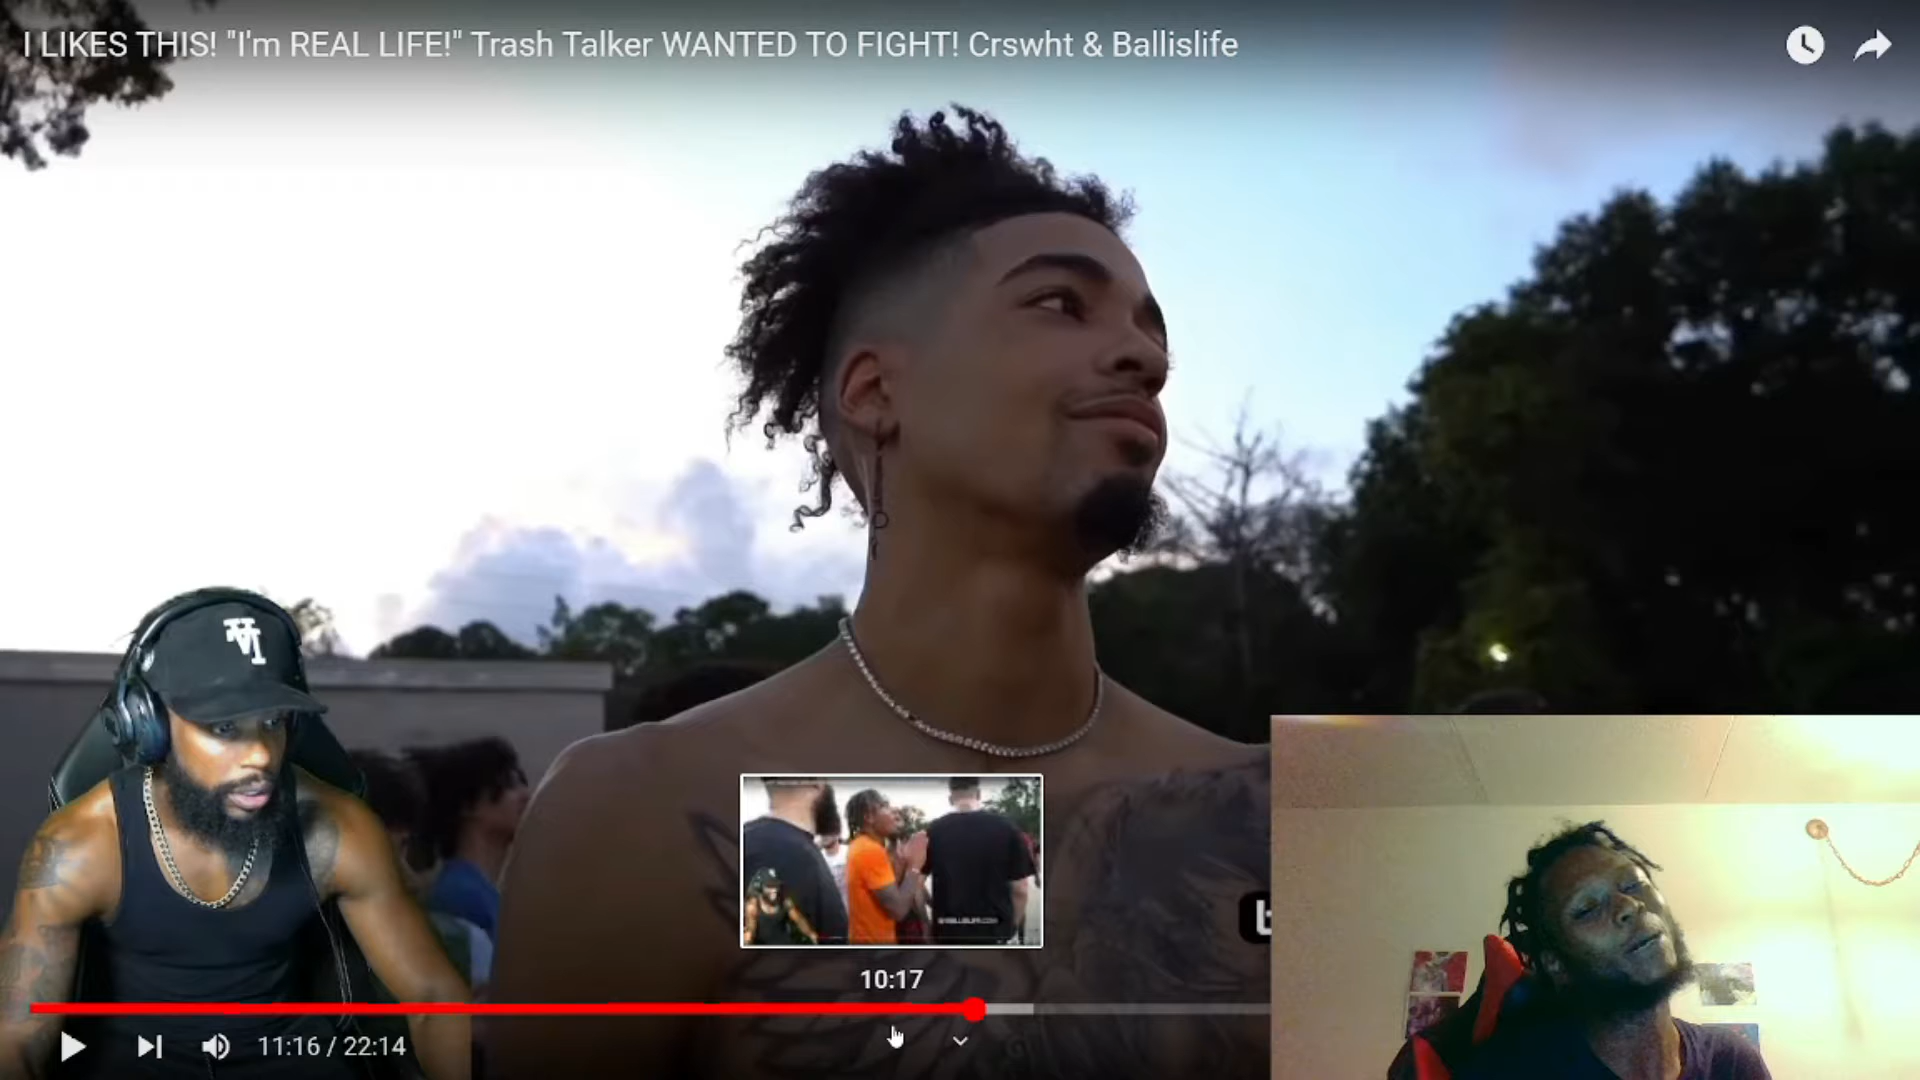 I LIKES THIS! "I'm REAL LIFE!" Trash Talker WANTED TO FIGHT! Crswht & Ballislife
10:17
11:16 / 22:14